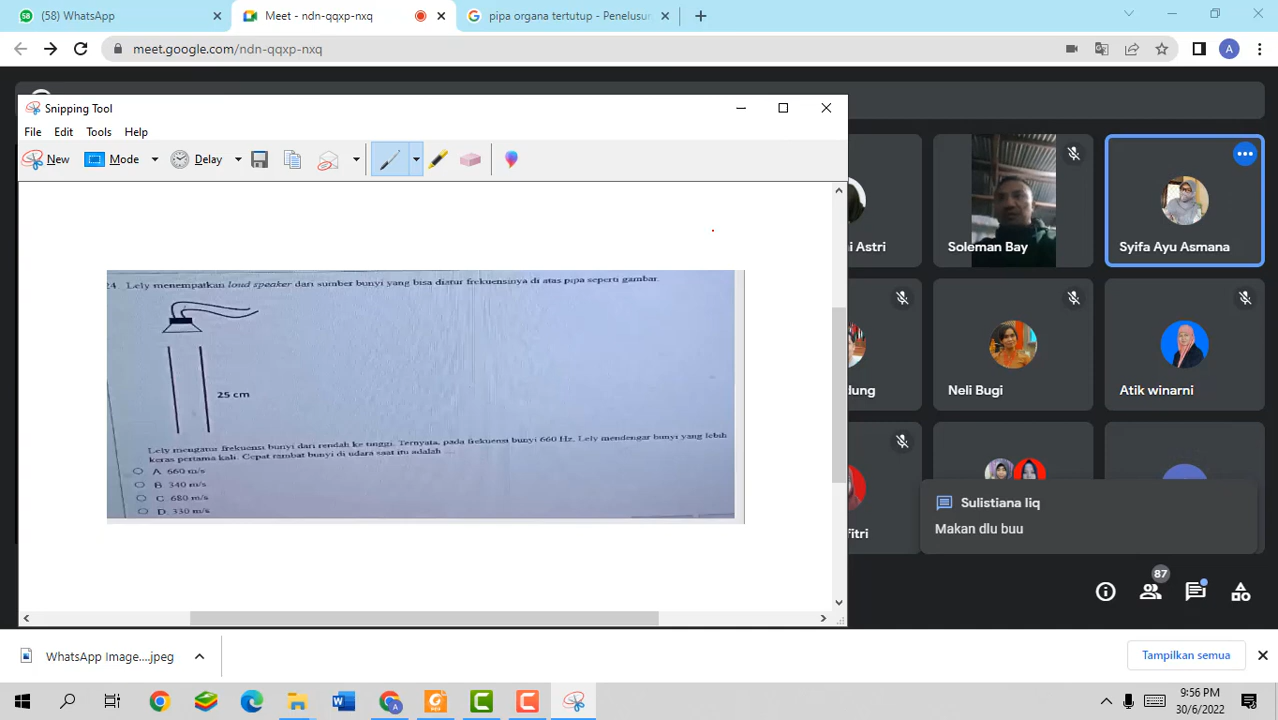 (58) WhatsApp
Meet - ndn-qqxp-nxq
pipa organa tertutup - Penelusur
meet.google.com/ndn-qqxp-nxq
A
Snipping Tool
File Edit Tools Help
New Mode Delay
24 Lely menempatkan loud speaker dan sumber bunyi yang bisa diatur frekuensinya di atas pipa seperti gambar.
25 cm
Lely mengatur frekuensi bunyi dari rendah ke tinggi. Ternyata, pada frekuensi bunyi 660 Hz, Lely mendengar bunyi yang lebih
keras pertama kali. Cepat rambat bunyi di udara saat itu adalah
A. 660 m/s
B. 340 m/s
C. 680 m/s
D. 330 m/s
i Astri
Soleman Bay
Syifa Ayu Asmana
dung
Neli Bugi
Atik winarni
fitri
Sulistiana liq
Makan dlu buu
87
WhatsApp Image....jpeg
Tampilkan semua
9:56 PM
30/6/2022